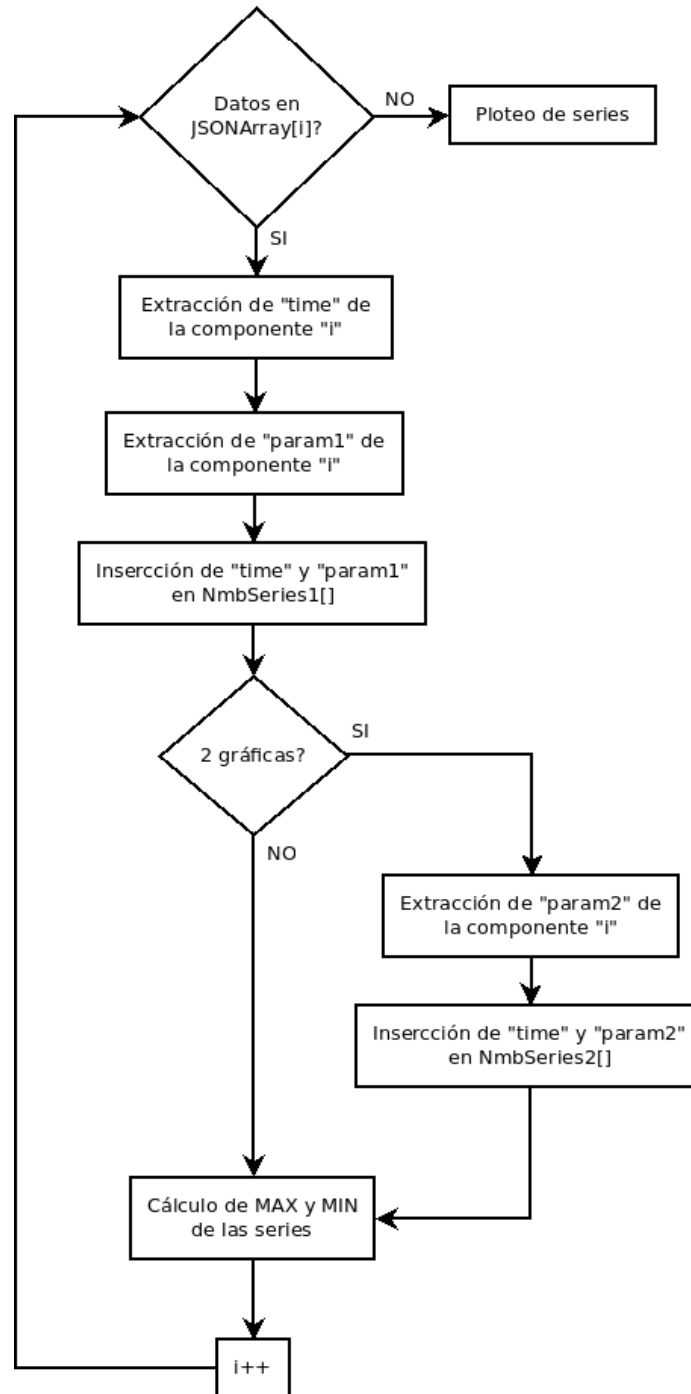 Datos en
JSONArray[i]?
NO
Ploteo de series
SI
Extracción de "time" de
la componente "i"
Extracción de "param1" de
la componente "i"
Insercción de "time" y "param1"
en NmbSeries1[]
2 gráficas?
SI
NO
Extracción de "param2" de
la componente "i"
Insercción de "time" y "param2"
en NmbSeries2[]
Cálculo de MAX y MIN
de las series
i++